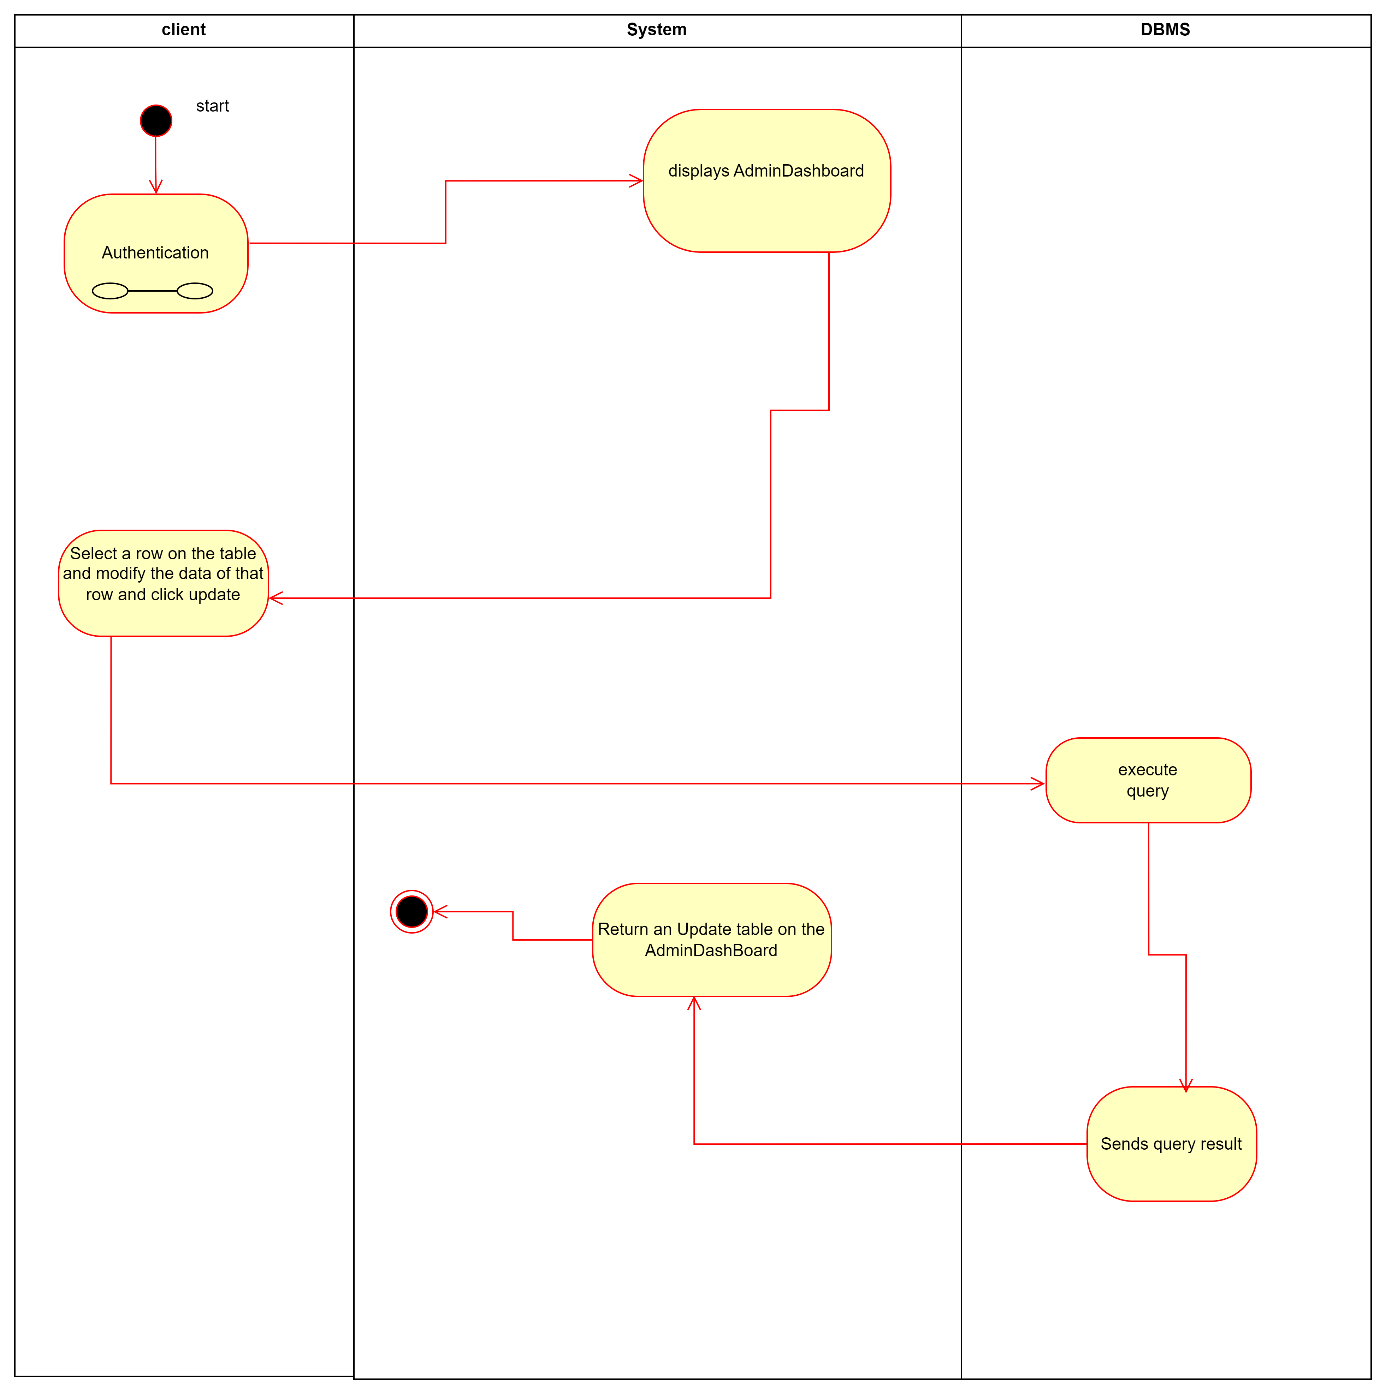 client
System
DBMS
start
displays AdminDashboard
Authentication
Select a row on the table
and modify the data of that
row and click update
execute
query
Return an Update table on the
AdminDashBoard
Sends query result